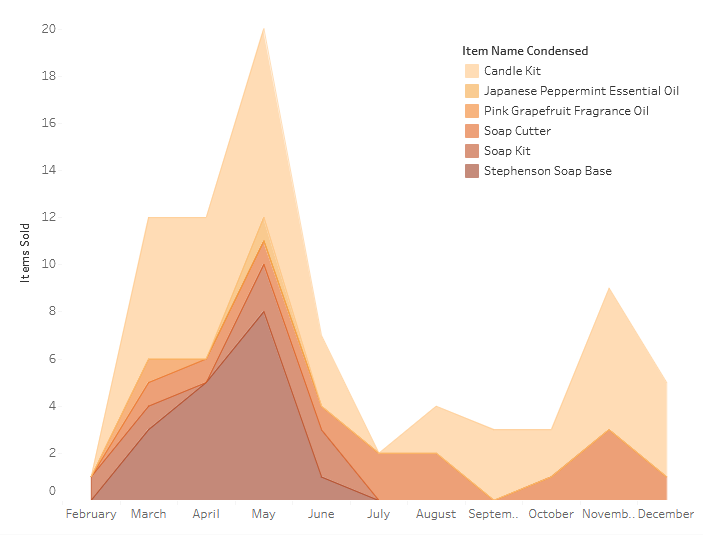 20
18
16
14
12
10
8
6
4
2
0
Items Sold
Item Name Condensed
Candle Kit
Japanese Peppermint Essential Oil
Pink Grapefruit Fragrance Oil
Soap Cutter
Soap Kit
Stephenson Soap Base
February March April May June July August Septem.. October Novemb.. December